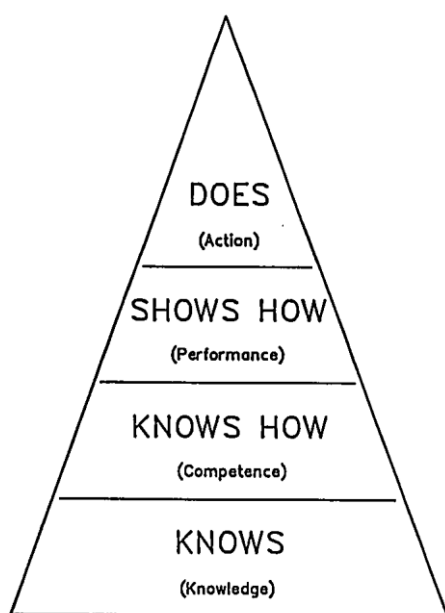 DOES
(Action)
SHOWS HOW
(Performance)
KNOWS HOW
(Competence)
KNOWS
(Knowledge)